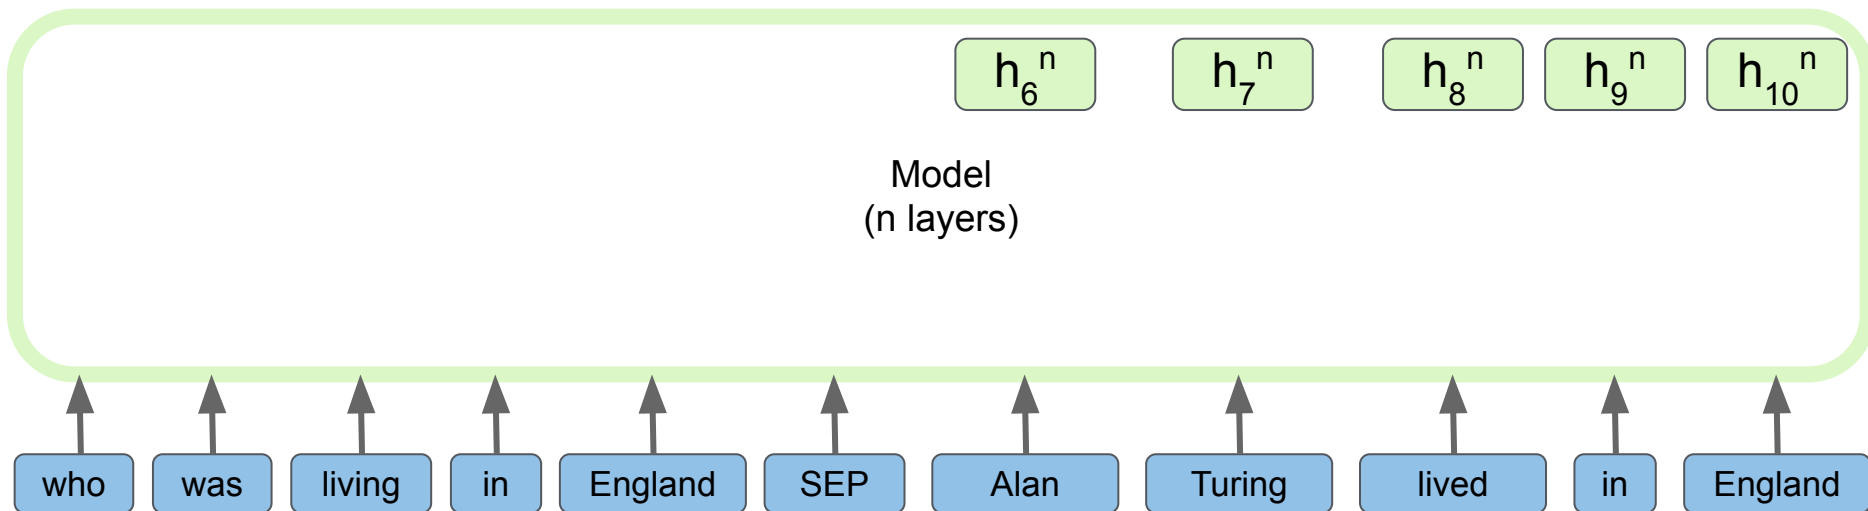 h₆ⁿ h₇ⁿ h₈ⁿ h₉ⁿ h₁₀ⁿ
Model
(n layers)
who was living in England SEP Alan Turing lived in England